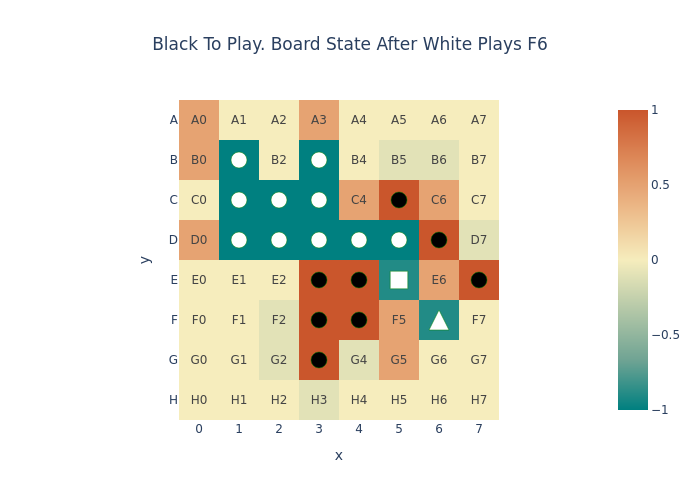 Black To Play. Board State After White Plays F6
A A0 A1 A2 A3 A4 A5 A6 A7
B B0 B2 B4 B5 B6 B7
C C0 C4 C6 C7
D D0 D7
E E0 E1 E2 E6
F F0 F1 F2 F5 F7
G G0 G1 G2 G4 G5 G6 G7
H H0 H1 H2 H3 H4 H5 H6 H7
0 1 2 3 4 5 6 7
x
y
1
0.5
0
−0.5
−1